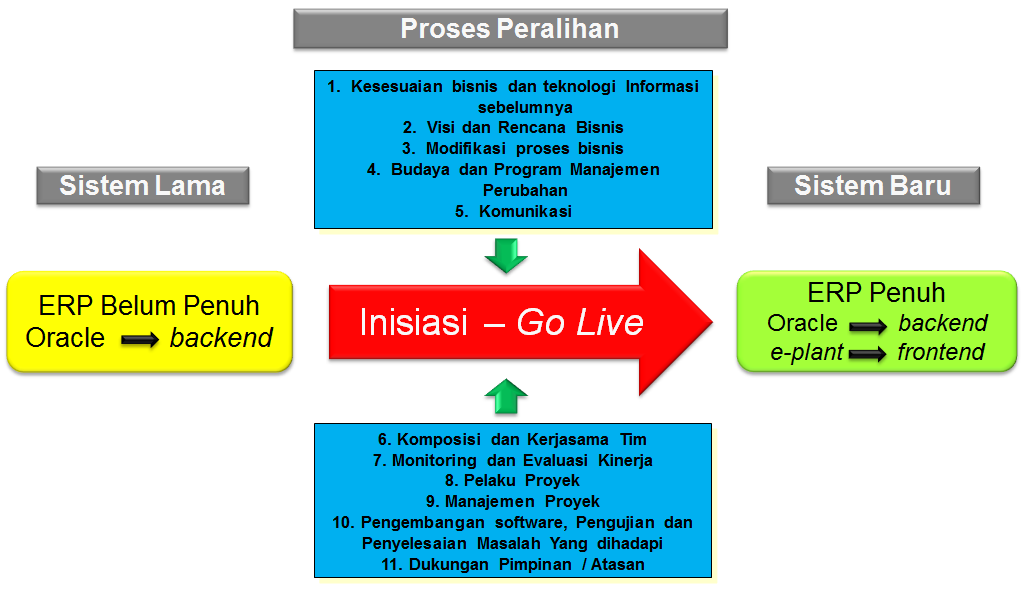 Proses Peralihan
1. Kesesuaian bisnis dan teknologi Informasi
sebelumnya
2. Visi dan Rencana Bisnis
3. Modifikasi proses bisnis
4. Budaya dan Program Manajemen
Perubahan
5. Komunikasi
Sistem Lama
Sistem Baru
ERP Belum Penuh
Oracle backend
Inisiasi – Go Live
ERP Penuh
Oracle backend
e-plant frontend
6. Komposisi dan Kerjasama Tim
7. Monitoring dan Evaluasi Kinerja
8. Pelaku Proyek
9. Manajemen Proyek
10. Pengembangan software, Pengujian dan
Penyelesaian Masalah Yang dihadapi
11. Dukungan Pimpinan / Atasan